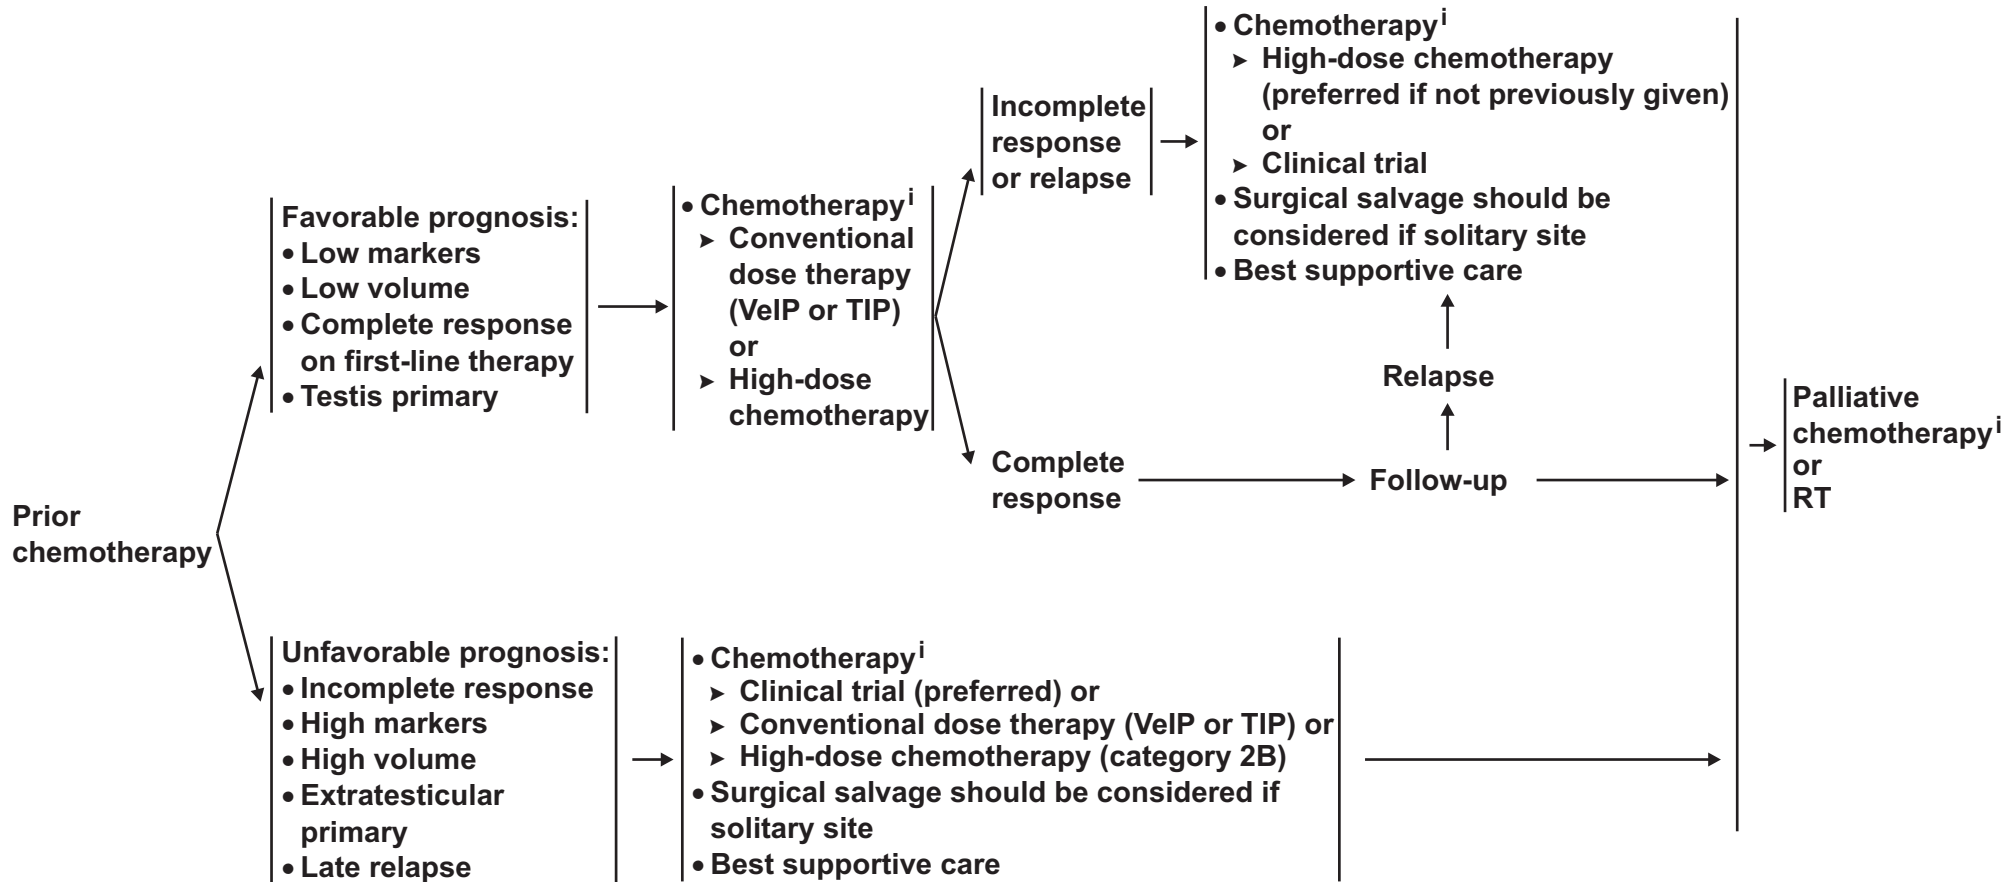 Prior
chemotherapy
Favorable prognosis:
• Low markers
• Low volume
• Complete response
on first-line therapy
• Testis primary
• Chemotherapy i
➤ Conventional
dose therapy
(VeIP or TIP)
or
➤ High-dose
chemotherapy
Incomplete
response
or relapse
• Chemotherapy i
➤ High-dose chemotherapy
(preferred if not previously given)
or
➤ Clinical trial
• Surgical salvage should be
considered if solitary site
• Best supportive care
Relapse
Complete
response
Follow-up
Palliative
chemotherapy i
or
RT
Unfavorable prognosis:
• Incomplete response
• High markers
• High volume
• Extratesticular
primary
• Late relapse
• Chemotherapy i
➤ Clinical trial (preferred) or
➤ Conventional dose therapy (VeIP or TIP) or
➤ High-dose chemotherapy (category 2B)
• Surgical salvage should be considered if
solitary site
• Best supportive care